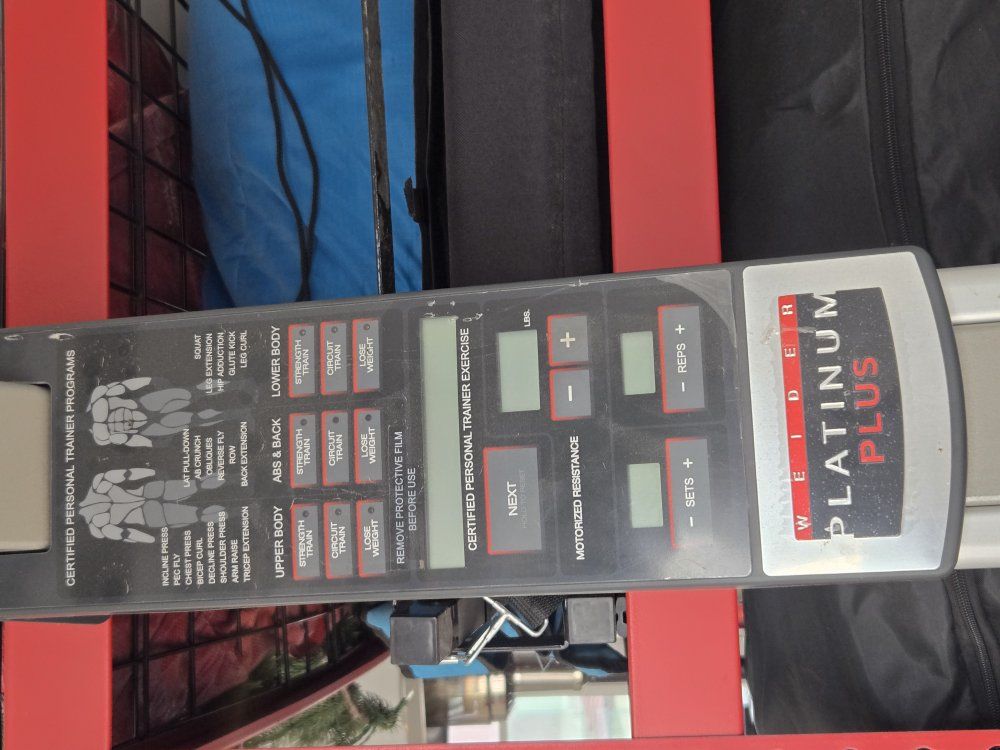 CERTIFIED PERSONAL TRAINER PROGRAMS
INCLINE PRESS
PEC FLY
CHEST PRESS
BICEP CURL
DECLINE PRESS
SHOULDER PRESS
ARM RAISE
TRICEP EXTENSION
LAT PULL-DOWN
AB CRUNCH
OBLIQUES
REVERSE FLY
ROW
BACK EXTENSION
SQUAT
LEG EXTENSION
HIP ADDUCTION
GLUTE KICK
LEG CURL
UPPER BODY
STRENGTH
TRAIN
CIRCUIT
TRAIN
LOSE
WEIGHT
ABS & BACK
STRENGTH
TRAIN
CIRCUIT
TRAIN
LOSE
WEIGHT
LOWER BODY
STRENGTH
TRAIN
CIRCUIT
TRAIN
LOSE
WEIGHT
REMOVE PROTECTIVE FILM
BEFORE USE
CERTIFIED PERSONAL TRAINER EXERCISE
NEXT
HOLD TO RESET
LBS.
- +
MOTORIZED RESISTANCE
- SETS +
- REPS +
WEIDER
PLATINUM
PLUS